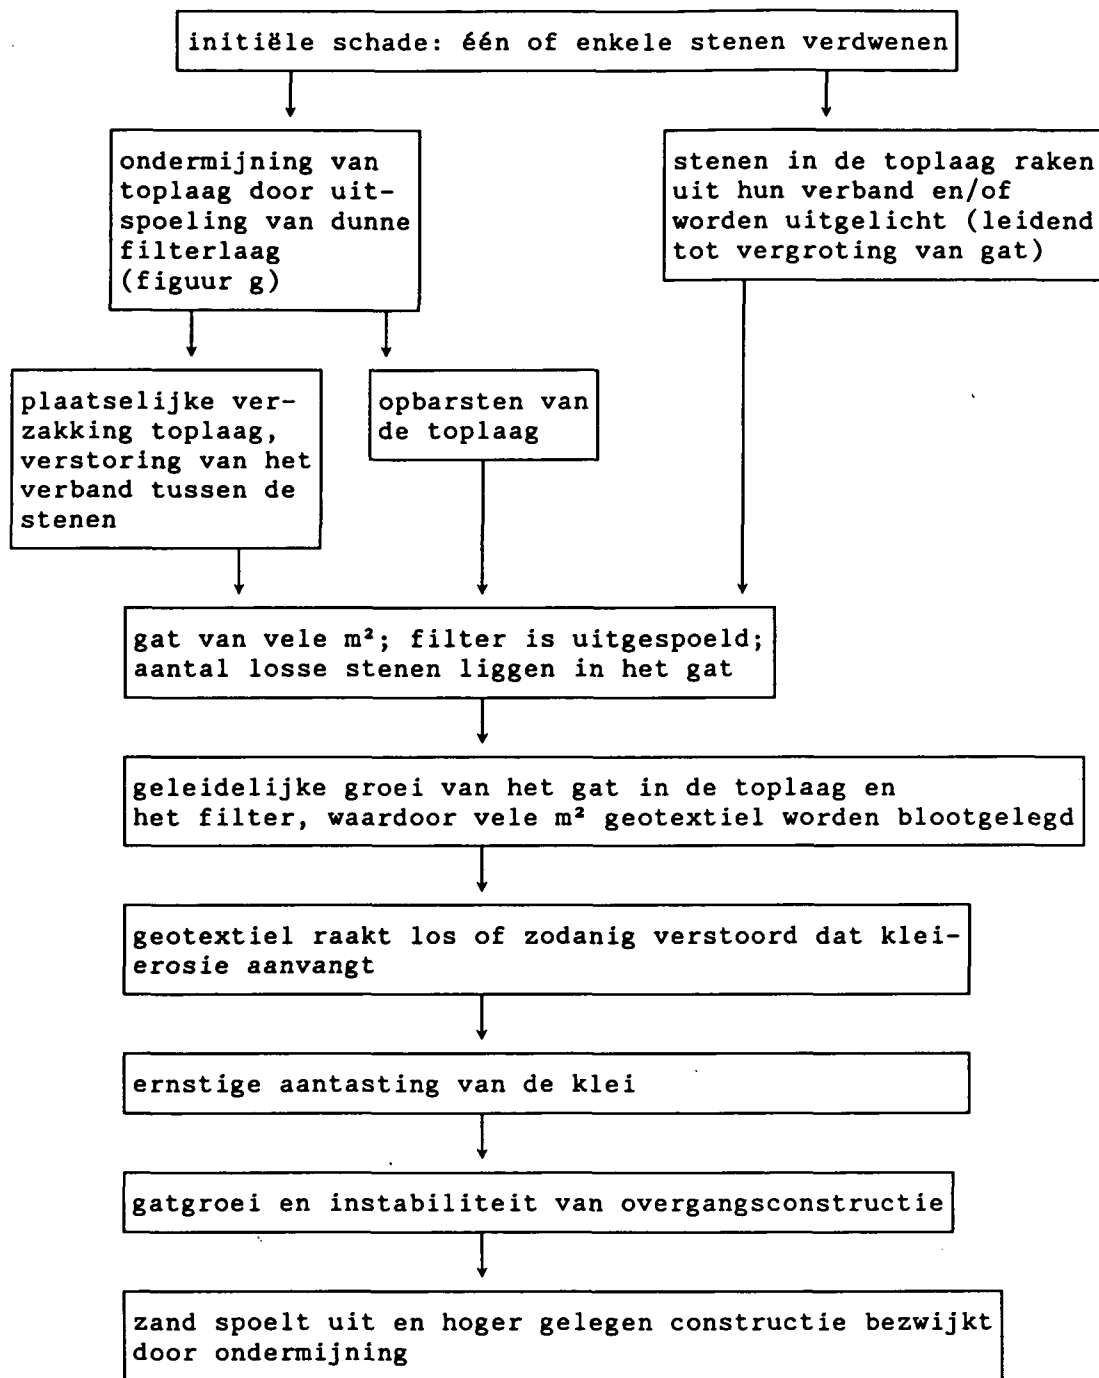 initiële schade: één of enkele stenen verdwenen
ondermijning van
toplaag door uit-
spoeling van dunne
filterlaag
(figuur g)
stenen in de toplaag raken
uit hun verband en/of
worden uitgelicht (leidend
tot vergroting van gat)
plaatselijke ver-
zakking toplaag,
verstoring van het
verband tussen de
stenen
opbarsten van
de toplaag
gat van vele m²; filter is uitgespoeld;
aantal losse stenen liggen in het gat
geleidelijke groei van het gat in de toplaag en
het filter, waardoor vele m² geotextiel worden blootgelegd
geotextiel raakt los of zodanig verstoord dat klei-
erosie aanvangt
ernstige aantasting van de klei
gatgroei en instabiliteit van overgangsconstructie
zand spoelt uit en hoger gelegen constructie bezwijkt
door ondermijning